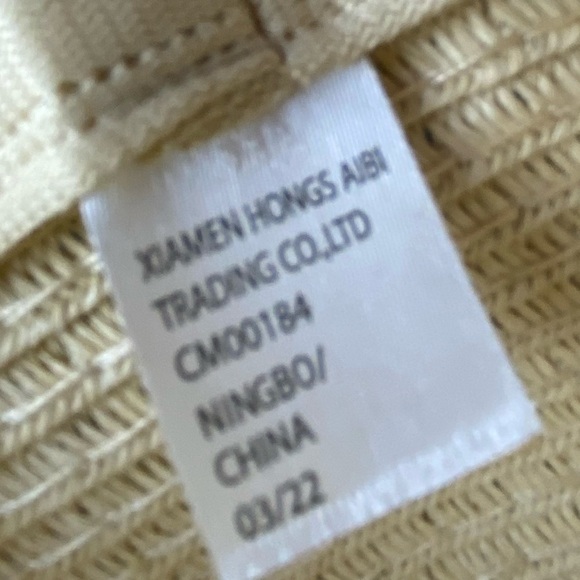 XIAMEN HONGS AIBI
TRADING CO.,LTD
CM00184
NINGBO/
CHINA
03/22